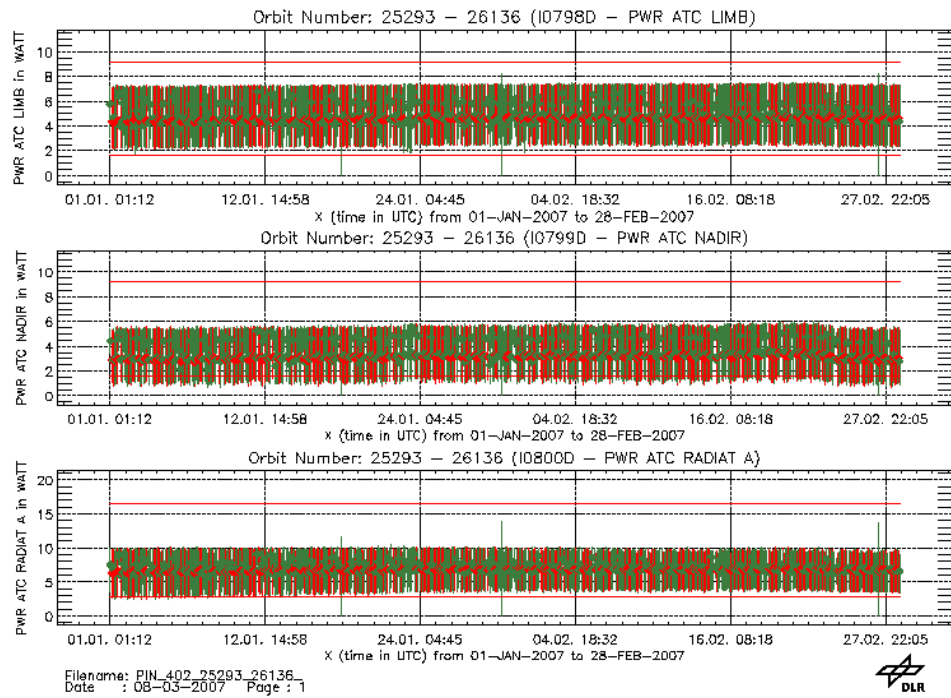 Orbit Number: 25293 – 26136 (I0798D – PWR ATC LIMB)
PWR ATC LIMB in WATT
10
8
6
4
2
0
01.01. 01:12 12.01. 14:58 24.01. 04:45 04.02. 18:32 16.02. 08:18 27.02. 22:05
X (time in UTC) from 01-JAN-2007 to 28-FEB-2007
Orbit Number: 25293 – 26136 (I0799D – PWR ATC NADIR)
PWR ATC NADIR in WATT
10
8
6
4
2
0
01.01. 01:12 12.01. 14:58 24.01. 04:45 04.02. 18:32 16.02. 08:18 27.02. 22:05
X (time in UTC) from 01-JAN-2007 to 28-FEB-2007
Orbit Number: 25293 – 26136 (I0800D – PWR ATC RADIAT A)
PWR ATC RADIAT A in WATT
20
15
10
5
0
01.01. 01:12 12.01. 14:58 24.01. 04:45 04.02. 18:32 16.02. 08:18 27.02. 22:05
X (time in UTC) from 01-JAN-2007 to 28-FEB-2007
Filename: PIN_402_25293_26136_
Date : 08-03-2007 Page : 1
DLR